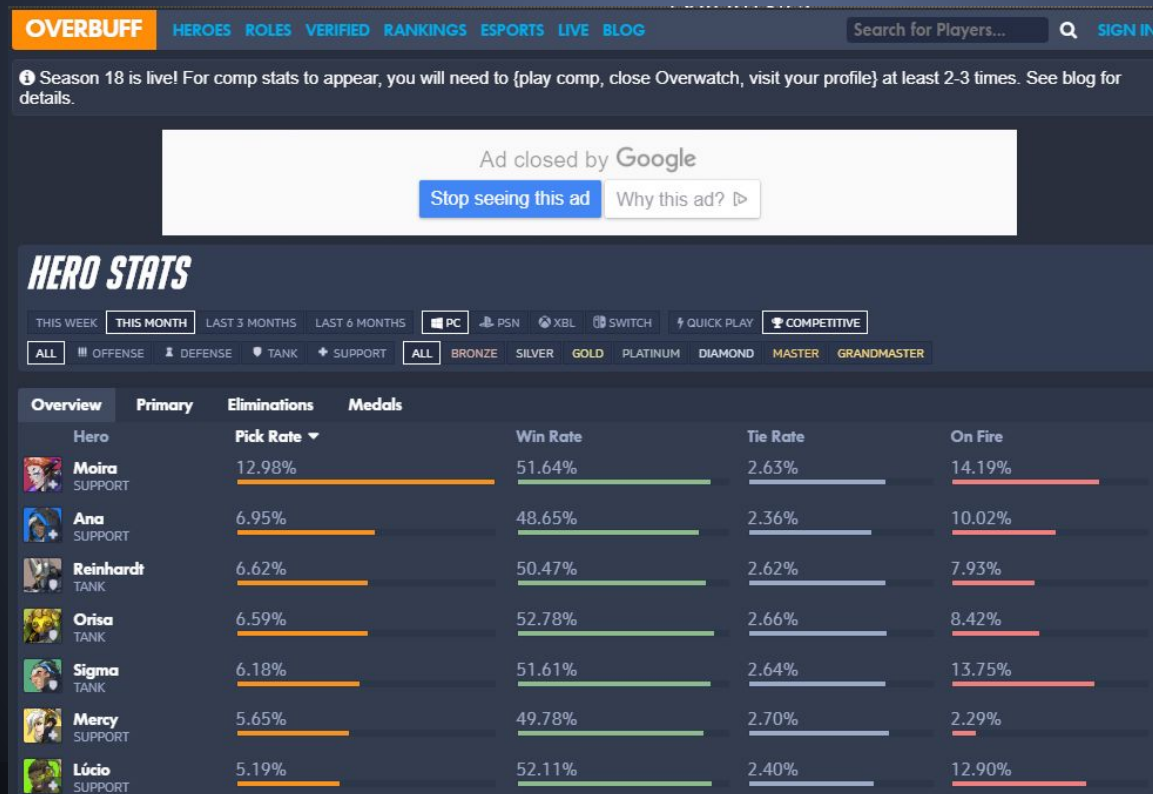 OVERBUFF HEROES ROLES VERIFIED RANKINGS ESPORTS LIVE BLOG Search for Players... SIGN IN
Season 18 is live! For comp stats to appear, you will need to {play comp, close Overwatch, visit your profile} at least 2-3 times. See blog for
details.
Ad closed by Google
Stop seeing this ad Why this ad?
HERO STATS
THIS WEEK THIS MONTH LAST 3 MONTHS LAST 6 MONTHS PC PSN XBL SWITCH QUICK PLAY COMPETITIVE
ALL OFFENSE DEFENSE TANK SUPPORT ALL BRONZE SILVER GOLD PLATINUM DIAMOND MASTER GRANDMASTER
Overview Primary Eliminations Medals
Hero Pick Rate Win Rate Tie Rate On Fire
Moira 12.98% 51.64% 2.63% 14.19%
SUPPORT
Ana 6.95% 48.65% 2.36% 10.02%
SUPPORT
Reinhardt 6.62% 50.47% 2.62% 7.93%
TANK
Orisa 6.59% 52.78% 2.66% 8.42%
TANK
Sigma 6.18% 51.61% 2.64% 13.75%
TANK
Mercy 5.65% 49.78% 2.70% 2.29%
SUPPORT
Lúcio 5.19% 52.11% 2.40% 12.90%
SUPPORT